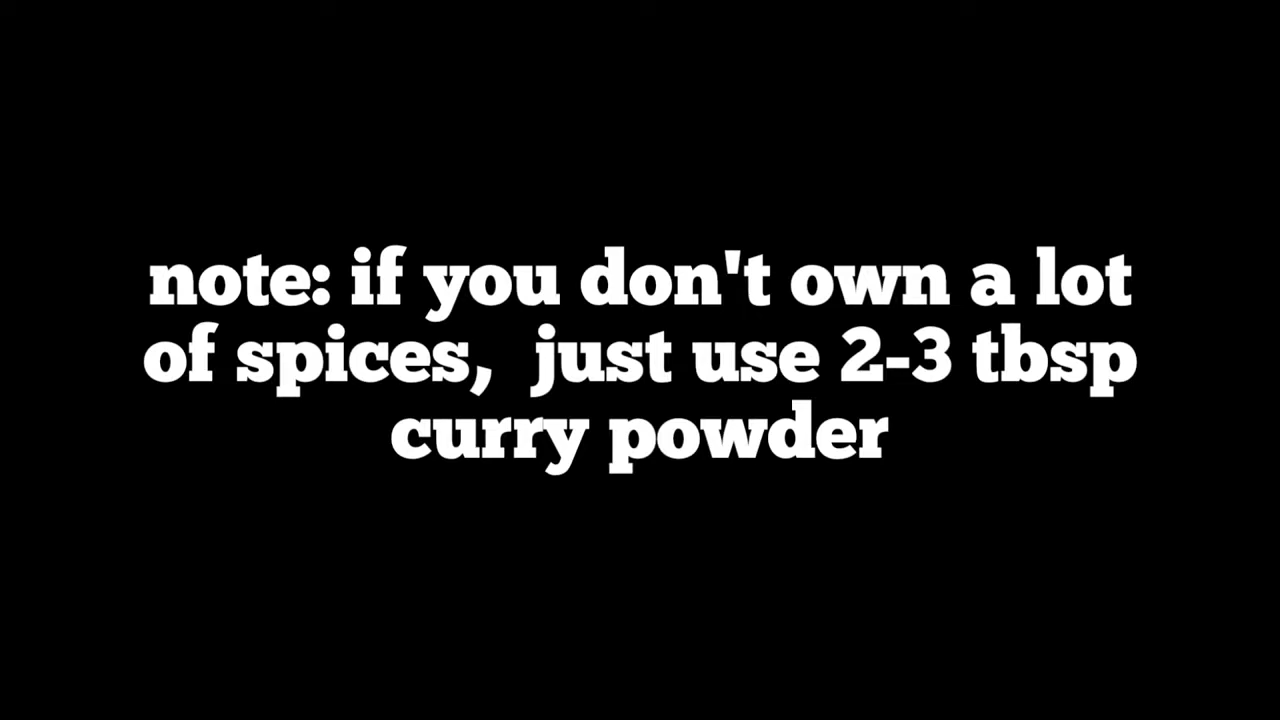 note: if you don't own a lot
of spices,  just use 2-3 tbsp
curry powder